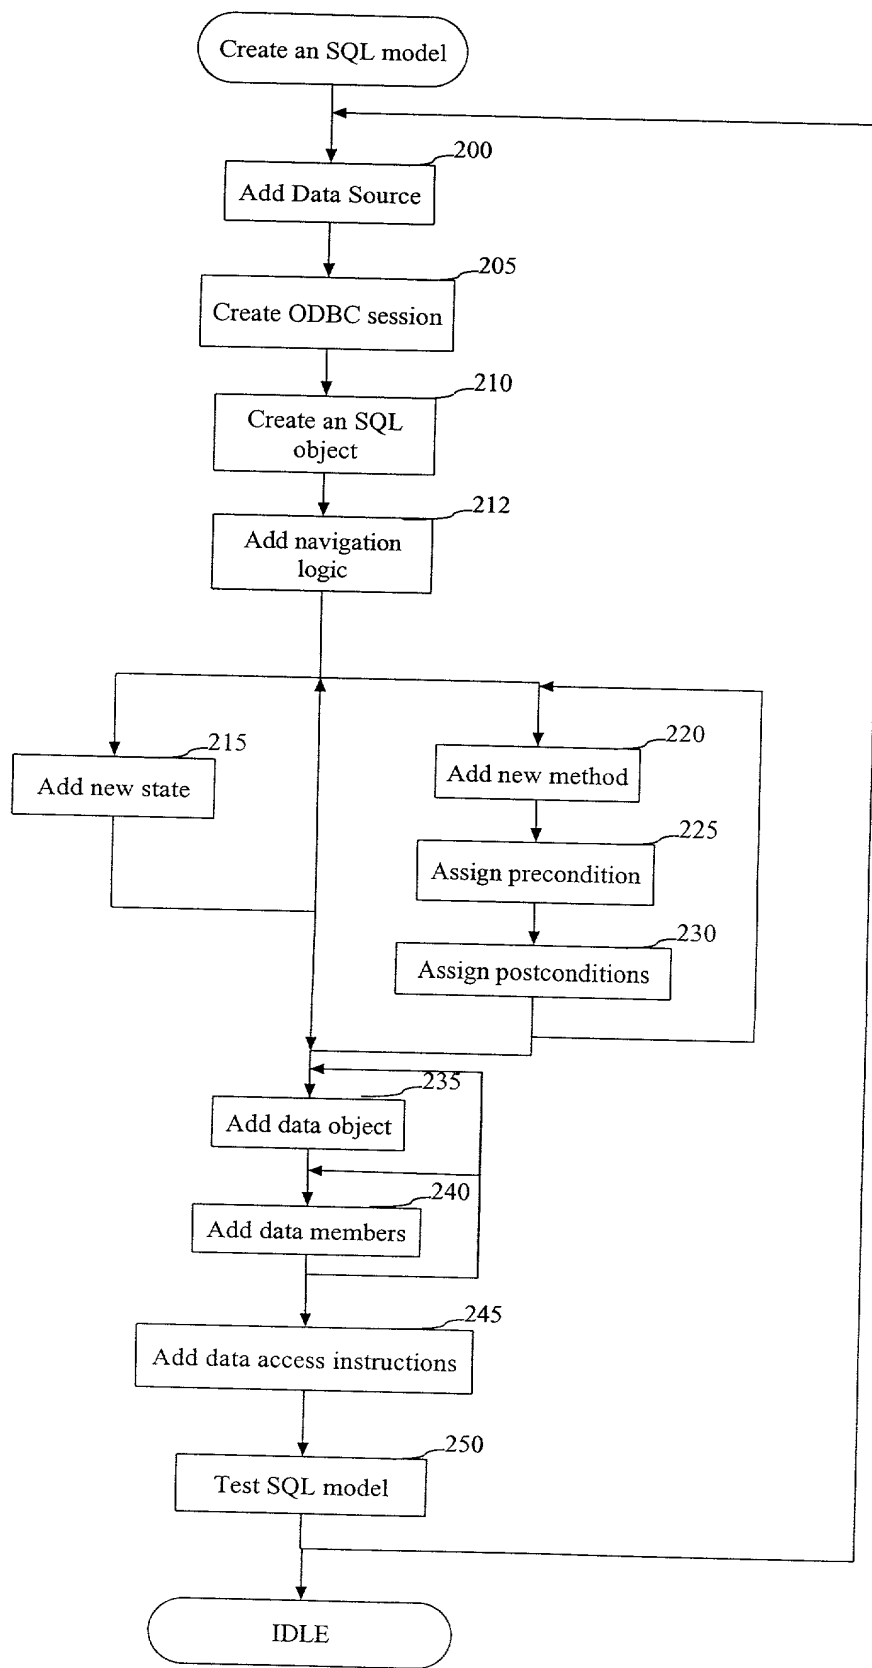 Create an SQL model
200
Add Data Source
205
Create ODBC session
210
Create an SQL
object
212
Add navigation
logic
215
Add new state
220
Add new method
225
Assign precondition
230
Assign postconditions
235
Add data object
240
Add data members
245
Add data access instructions
250
Test SQL model
IDLE